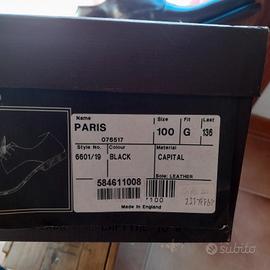 Name Size Fit Last
PARIS 100 G 136
076517
Style No. Colour Material
6601/19 BLACK CAPITAL
Sole: LEATHER
584611008
*100
Made in England
subito